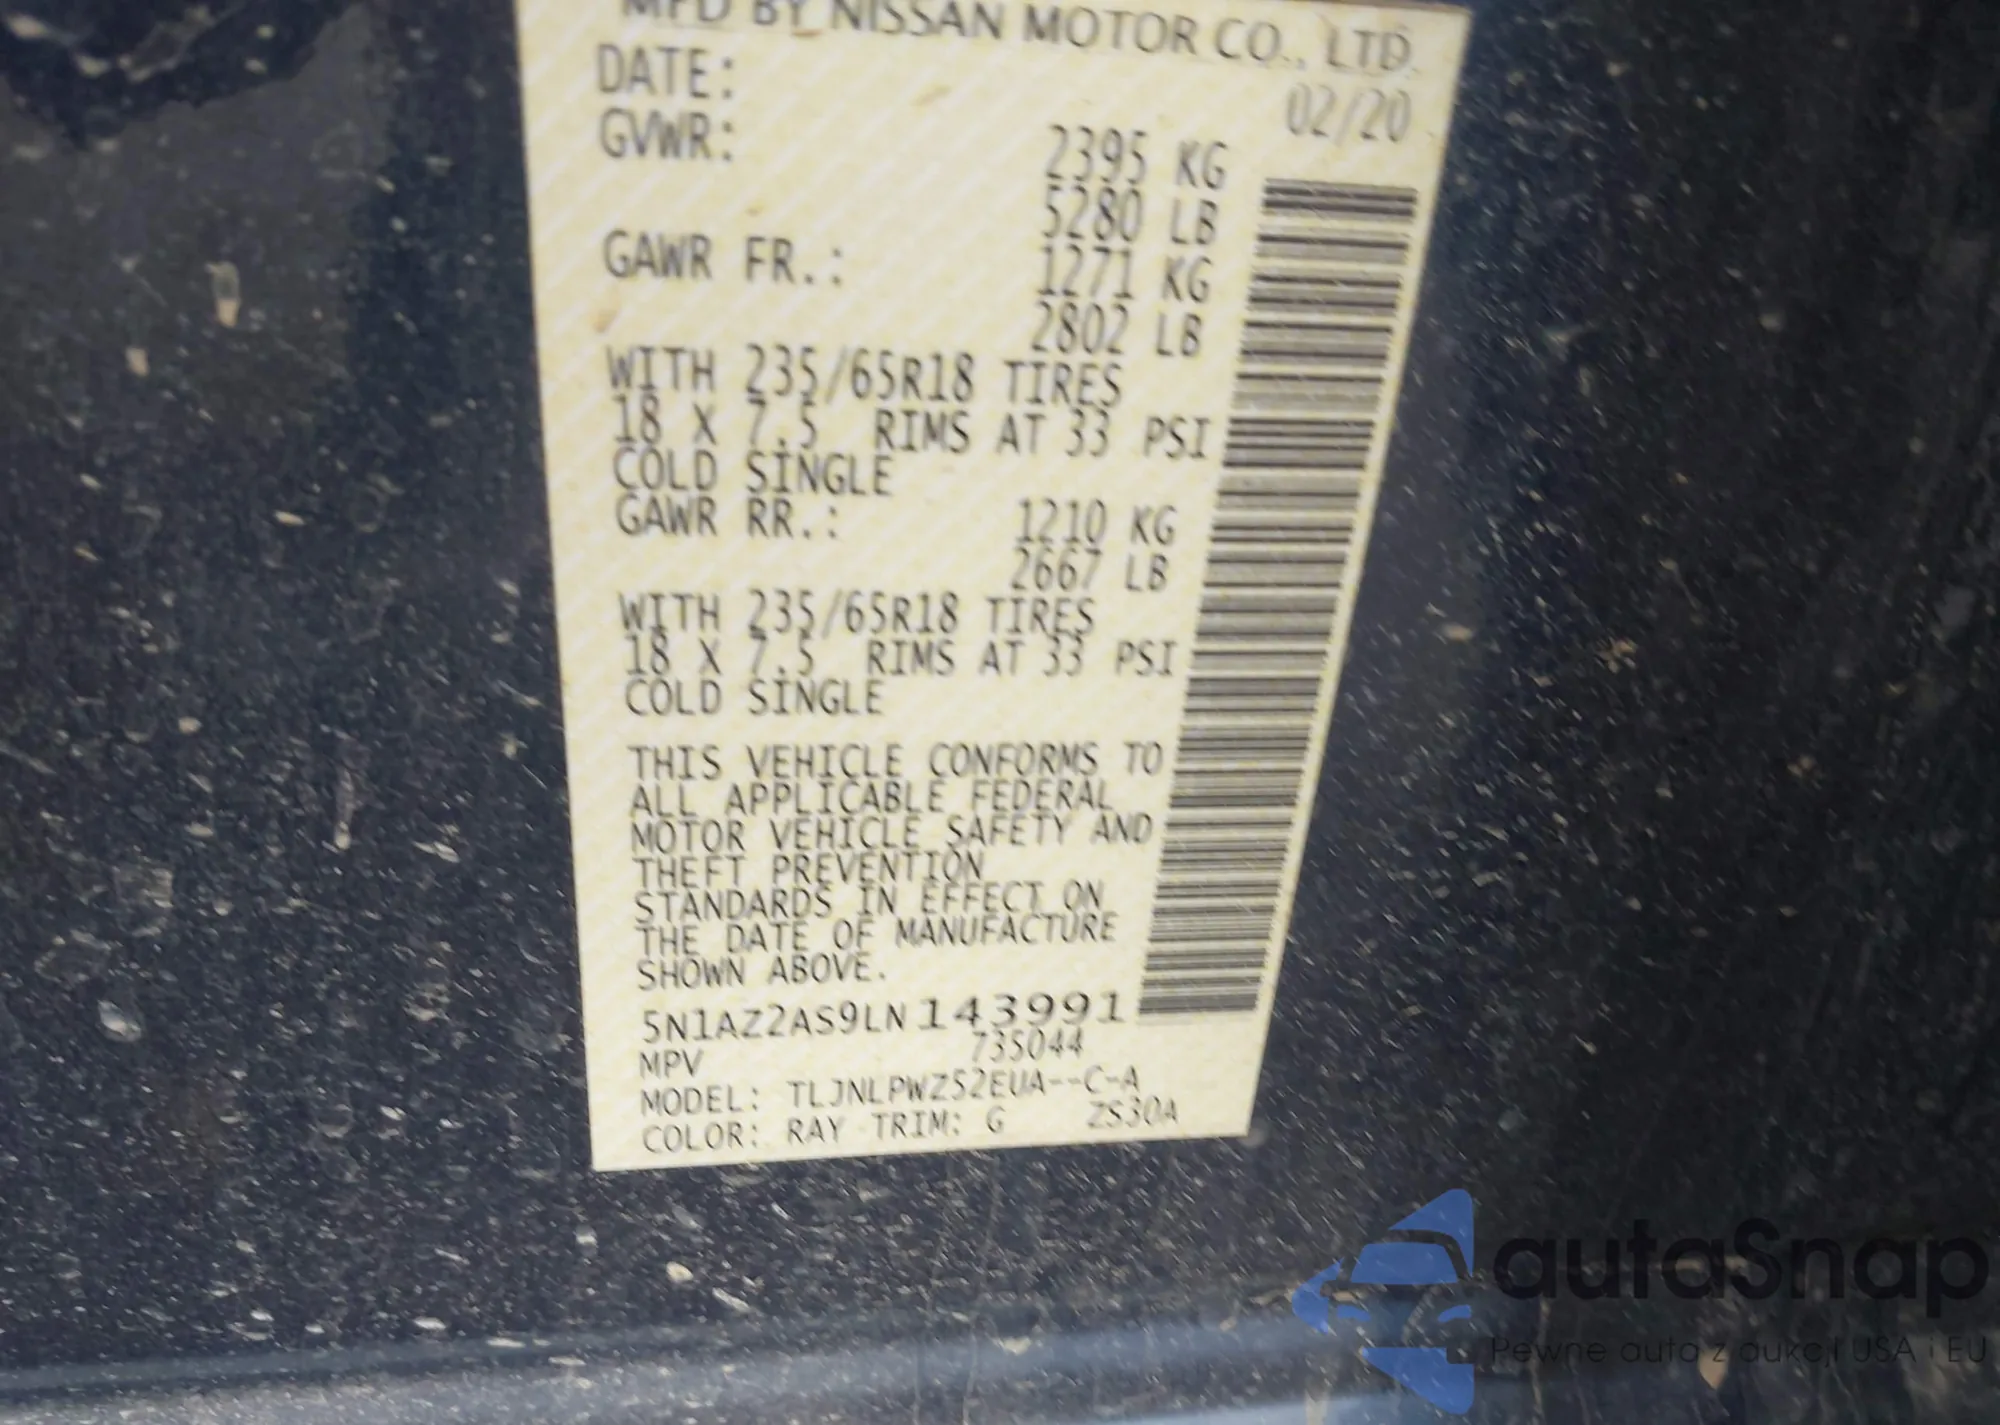 MFD BY NISSAN MOTOR CO., LTD.
DATE: 02/20
GVWR: 2395 KG
5280 LB
GAWR FR.: 1271 KG
2802 LB
WITH 235/65R18 TIRES
18 X 7.5 RIMS AT 33 PSI
COLD SINGLE
GAWR RR.: 1210 KG
2667 LB
WITH 235/65R18 TIRES
18 X 7.5 RIMS AT 33 PSI
COLD SINGLE
THIS VEHICLE CONFORMS TO
ALL APPLICABLE FEDERAL
MOTOR VEHICLE SAFETY AND
THEFT PREVENTION
STANDARDS IN EFFECT ON
THE DATE OF MANUFACTURE
SHOWN ABOVE.
5N1AZ2AS9LN143991
MPV 735044
MODEL: TLJNLPWZ52EUA--C-A
COLOR: RAY TRIM: G ZS30A
autaSnap
Pewne auta z aukcji USA i EU